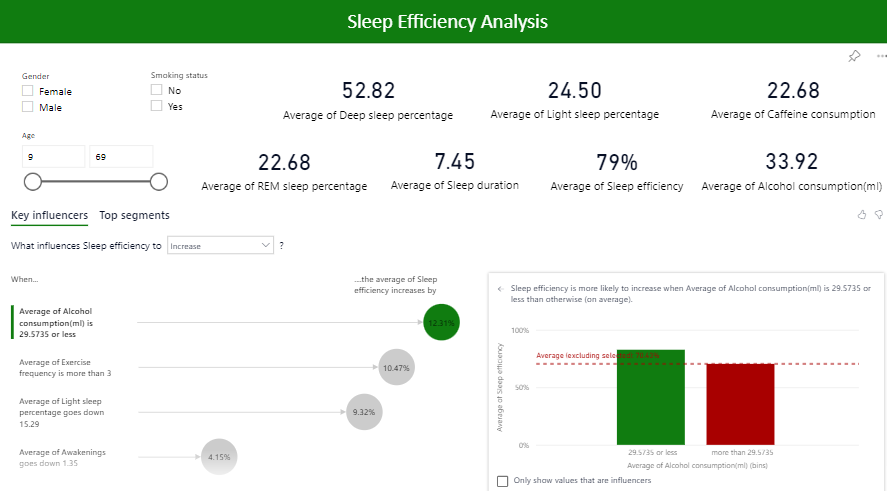 Sleep Efficiency Analysis
Gender
Female
Male
Smoking status
No
Yes
Age
9
69
52.82
Average of Deep sleep percentage
24.50
Average of Light sleep percentage
22.68
Average of Caffeine consumption
22.68
Average of REM sleep percentage
7.45
Average of Sleep duration
79%
Average of Sleep efficiency
33.92
Average of Alcohol consumption(ml)
Key influencers
Top segments
What influences Sleep efficiency to
Increase
?
When...
....the average of Sleep
efficiency increases by
Average of Alcohol
consumption(ml) is
29.5735 or less
12.31%
Average of Exercise
frequency is more than 3
10.47%
Average of Light sleep
percentage goes down
15.29
9.32%
Average of Awakenings
goes down 1.35
4.15%
← Sleep efficiency is more likely to increase when Average of Alcohol consumption(ml) is 29.5735 or
less than otherwise (on average).
Average of Sleep efficiency
100%
50%
0%
Average (excluding selected):
29.5735 or less
more than 29.5735
Average of Alcohol consumption(ml) (bins)
Only show values that are influencers